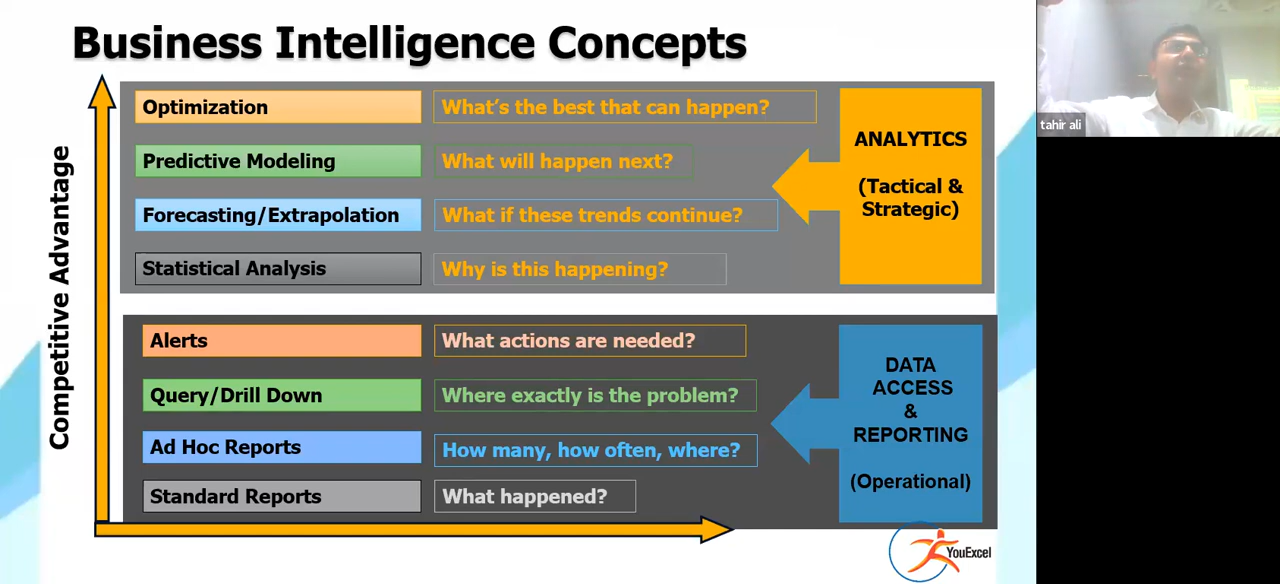 Business Intelligence Concepts
Competitive Advantage
Optimization
What's the best that can happen?
Predictive Modeling
What will happen next?
Forecasting/Extrapolation
What if these trends continue?
Statistical Analysis
Why is this happening?
ANALYTICS
(Tactical &
Strategic)
Alerts
What actions are needed?
Query/Drill Down
Where exactly is the problem?
Ad Hoc Reports
How many, how often, where?
Standard Reports
What happened?
DATA
ACCESS
&
REPORTING
(Operational)
YouExcel
tahir ali